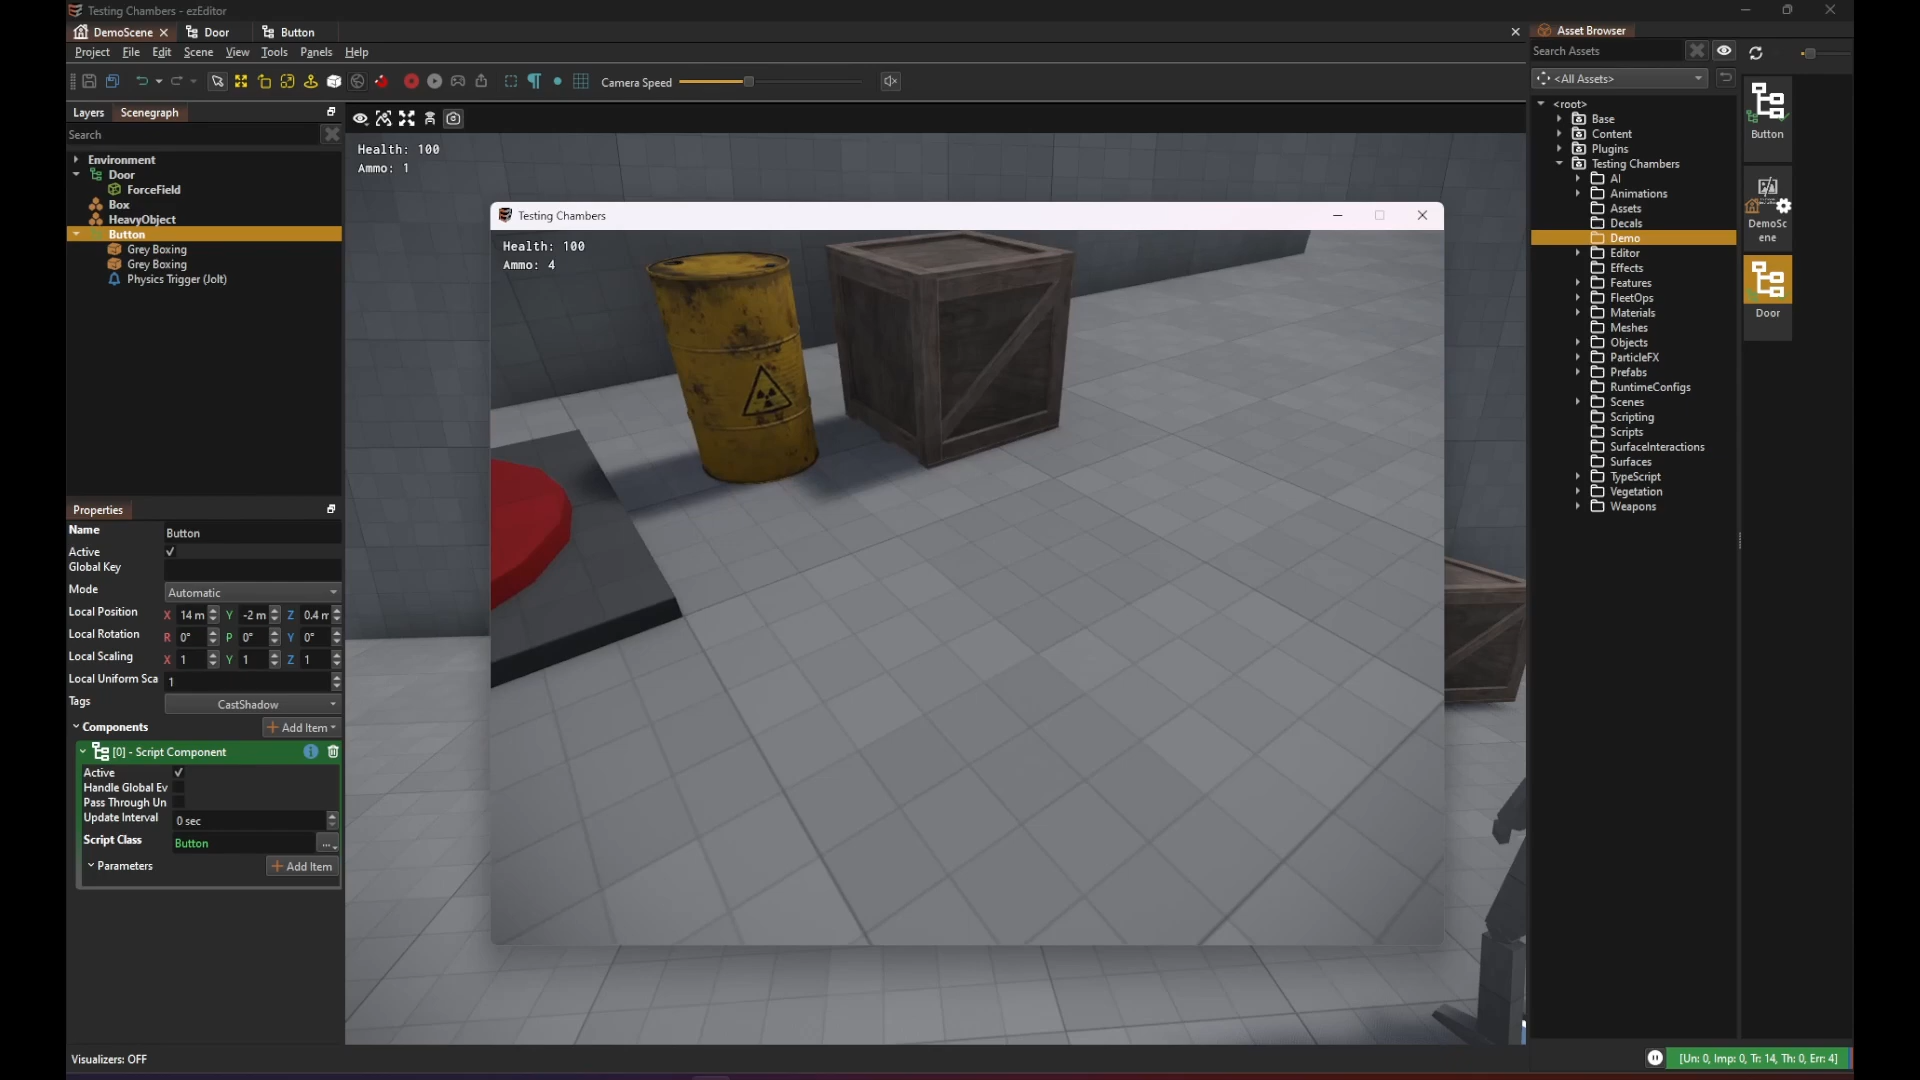 Testing Chambers - ezEditor
DemoScene
Door
Button
Project File Edit Scene View Tools Panels Help
Camera Speed
Layers Scenegraph
Search
Environment
Door
ForceField
Box
HeavyObject
Button
Grey Boxing
Grey Boxing
Physics Trigger (Jolt)
Properties
Name Button
Active
Global Key
Mode Automatic
Local Position X 14 m Y -2 m Z 0.4 m
Local Rotation R 0° P 0° Y 0°
Local Scaling X 1 Y 1 Z 1
Local Uniform Sca 1
Tags CastShadow
Components Add Item
[0] - Script Component
Active
Handle Global Ev
Pass Through Un
Update Interval 0 sec
Script Class Button ...
Parameters Add Item
Visualizers: OFF
Health: 100
Ammo: 1
Testing Chambers
Health: 100
Ammo: 4
Asset Browser
Search Assets
<All Assets>
<root>
Base
Content
Plugins
Testing Chambers
AI
Animations
Assets
Decals
Demo
Editor
Effects
Features
FleetOps
Materials
Meshes
Objects
ParticleFX
Prefabs
RuntimeConfigs
Scenes
Scripting
Scripts
SurfaceInteractions
Surfaces
TypeScript
Vegetation
Weapons
Button
DemoSc
ene
Door
[Un: 0, Imp: 0, Tr: 14, Th: 0, Err: 4]